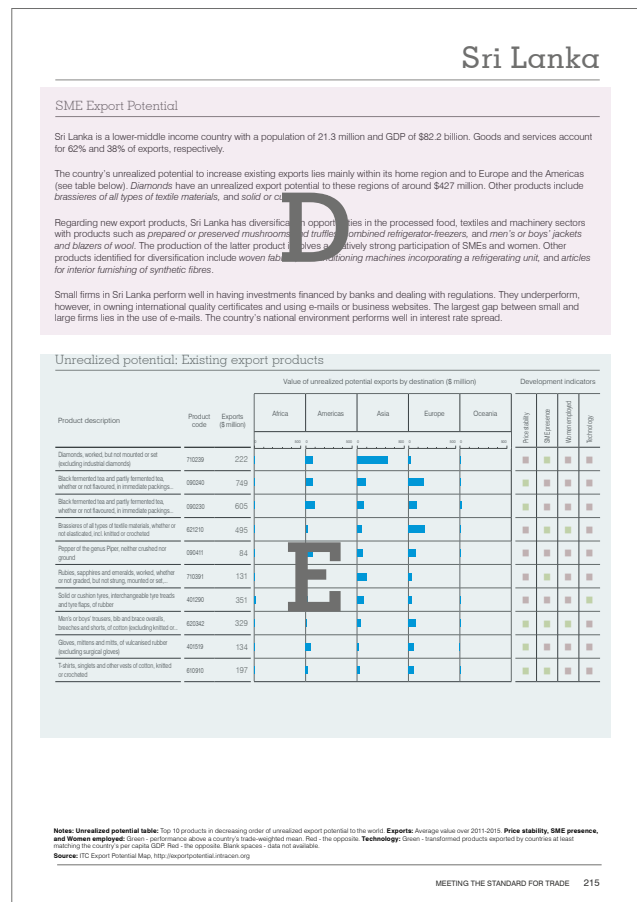 Sri Lanka
SME Export Potential
Sri Lanka is a lower-middle income country with a population of 21.3 million and GDP of $82.2 billion. Goods and services account
for 62% and 38% of exports, respectively.
The country's unrealized potential to increase existing exports lies mainly within its home region and to Europe and the Americas
(see table below). Diamonds have an unrealized export potential to these regions of around $427 million. Other products include
brassieres of all types of textile materials, and solid or
D
Regarding new export products, Sri Lanka has in the processed food, textiles and machinery sectors
with products such as prepared or preserved mushrooms combined refrigerator-freezers, and men's or boys' jackets
and blazers of wool. The production of the latter product strong participation of SMEs and women. Other
products identified for diversification include woven machines incorporating a refrigerating unit, and articles
for interior furnishing of synthetic fibres.
Small firms in Sri Lanka perform well in having investments financed by banks and dealing with regulations. They underperform,
however, in owning international quality certificates and using e-mails or business websites. The largest gap between small and
large firms lies in the use of e-mails. The country's national environment performs well in interest rate spread.
Unrealized potential: Existing export products
Value of unrealized potential exports by destination ($ million) Development indicators
Product description Product code Exports ($ million) Africa Americas Asia Europe Oceania Price stability SME presence Women employed Technology
Diamonds, worked, but not mounted or set
(excluding industrial diamonds) 710239 222
Black fermented tea and partly fermented tea,
whether or not flavoured, in immediate packings... 090240 749
Black fermented tea and partly fermented tea,
whether or not flavoured, in immediate packings... 090230 605
Brassieres of all types of textile materials, whether or
not elasticated, incl. knitted or crocheted 621210 495
E
Pepper of the genus Piper, neither crushed nor
ground 090411 84
Rubies, sapphires and emeralds, worked, whether
or not graded, but not strung, mounted or set,... 710391 131
Solid or cushion tyres, interchangeable tyre treads
and tyre flaps, of rubber 401290 351
Men's or boys' trousers, bib and brace overalls,
breeches and shorts, of cotton (excluding knitted or... 620342 329
Gloves, mittens and mitts, of vulcanised rubber
(excluding surgical gloves) 401519 134
T-shirts, singlets and other vests of cotton, knitted
or crocheted 610910 197
Notes: Unrealized potential table: Top 10 products in decreasing order of unrealized export potential to the world. Exports: Average value over 2011-2015. Price stability, SME presence,
and Women employed: Green - performance above a country's trade-weighted mean. Red - the opposite. Technology: Green - transformed products exported by countries at least
matching the country's per capita GDP. Red - the opposite. Blank spaces - data not available.
Source: ITC Export Potential Map, http://exportpotential.intracen.org
MEETING THE STANDARD FOR TRADE 215